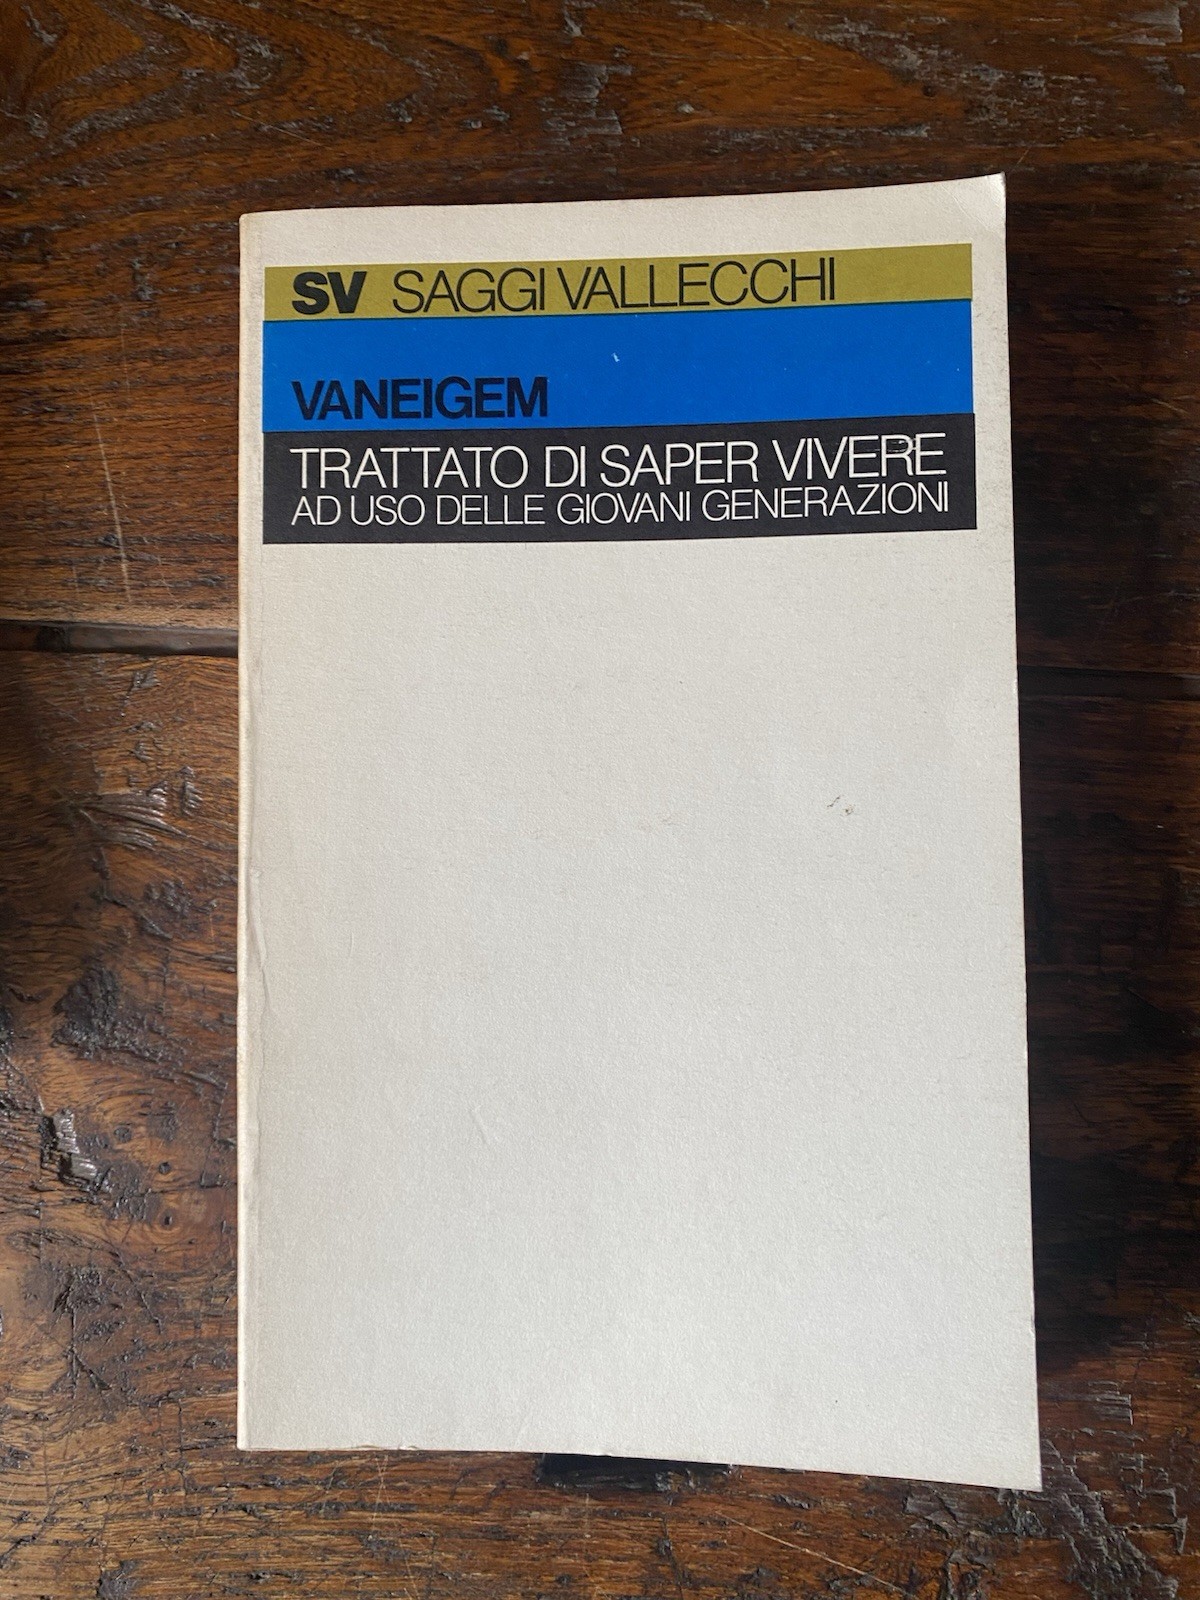 SV SAGGI VALLECCHI
VANEIGEM
TRATTATO DI SAPER VIVERE
AD USO DELLE GIOVANI GENERAZIONI